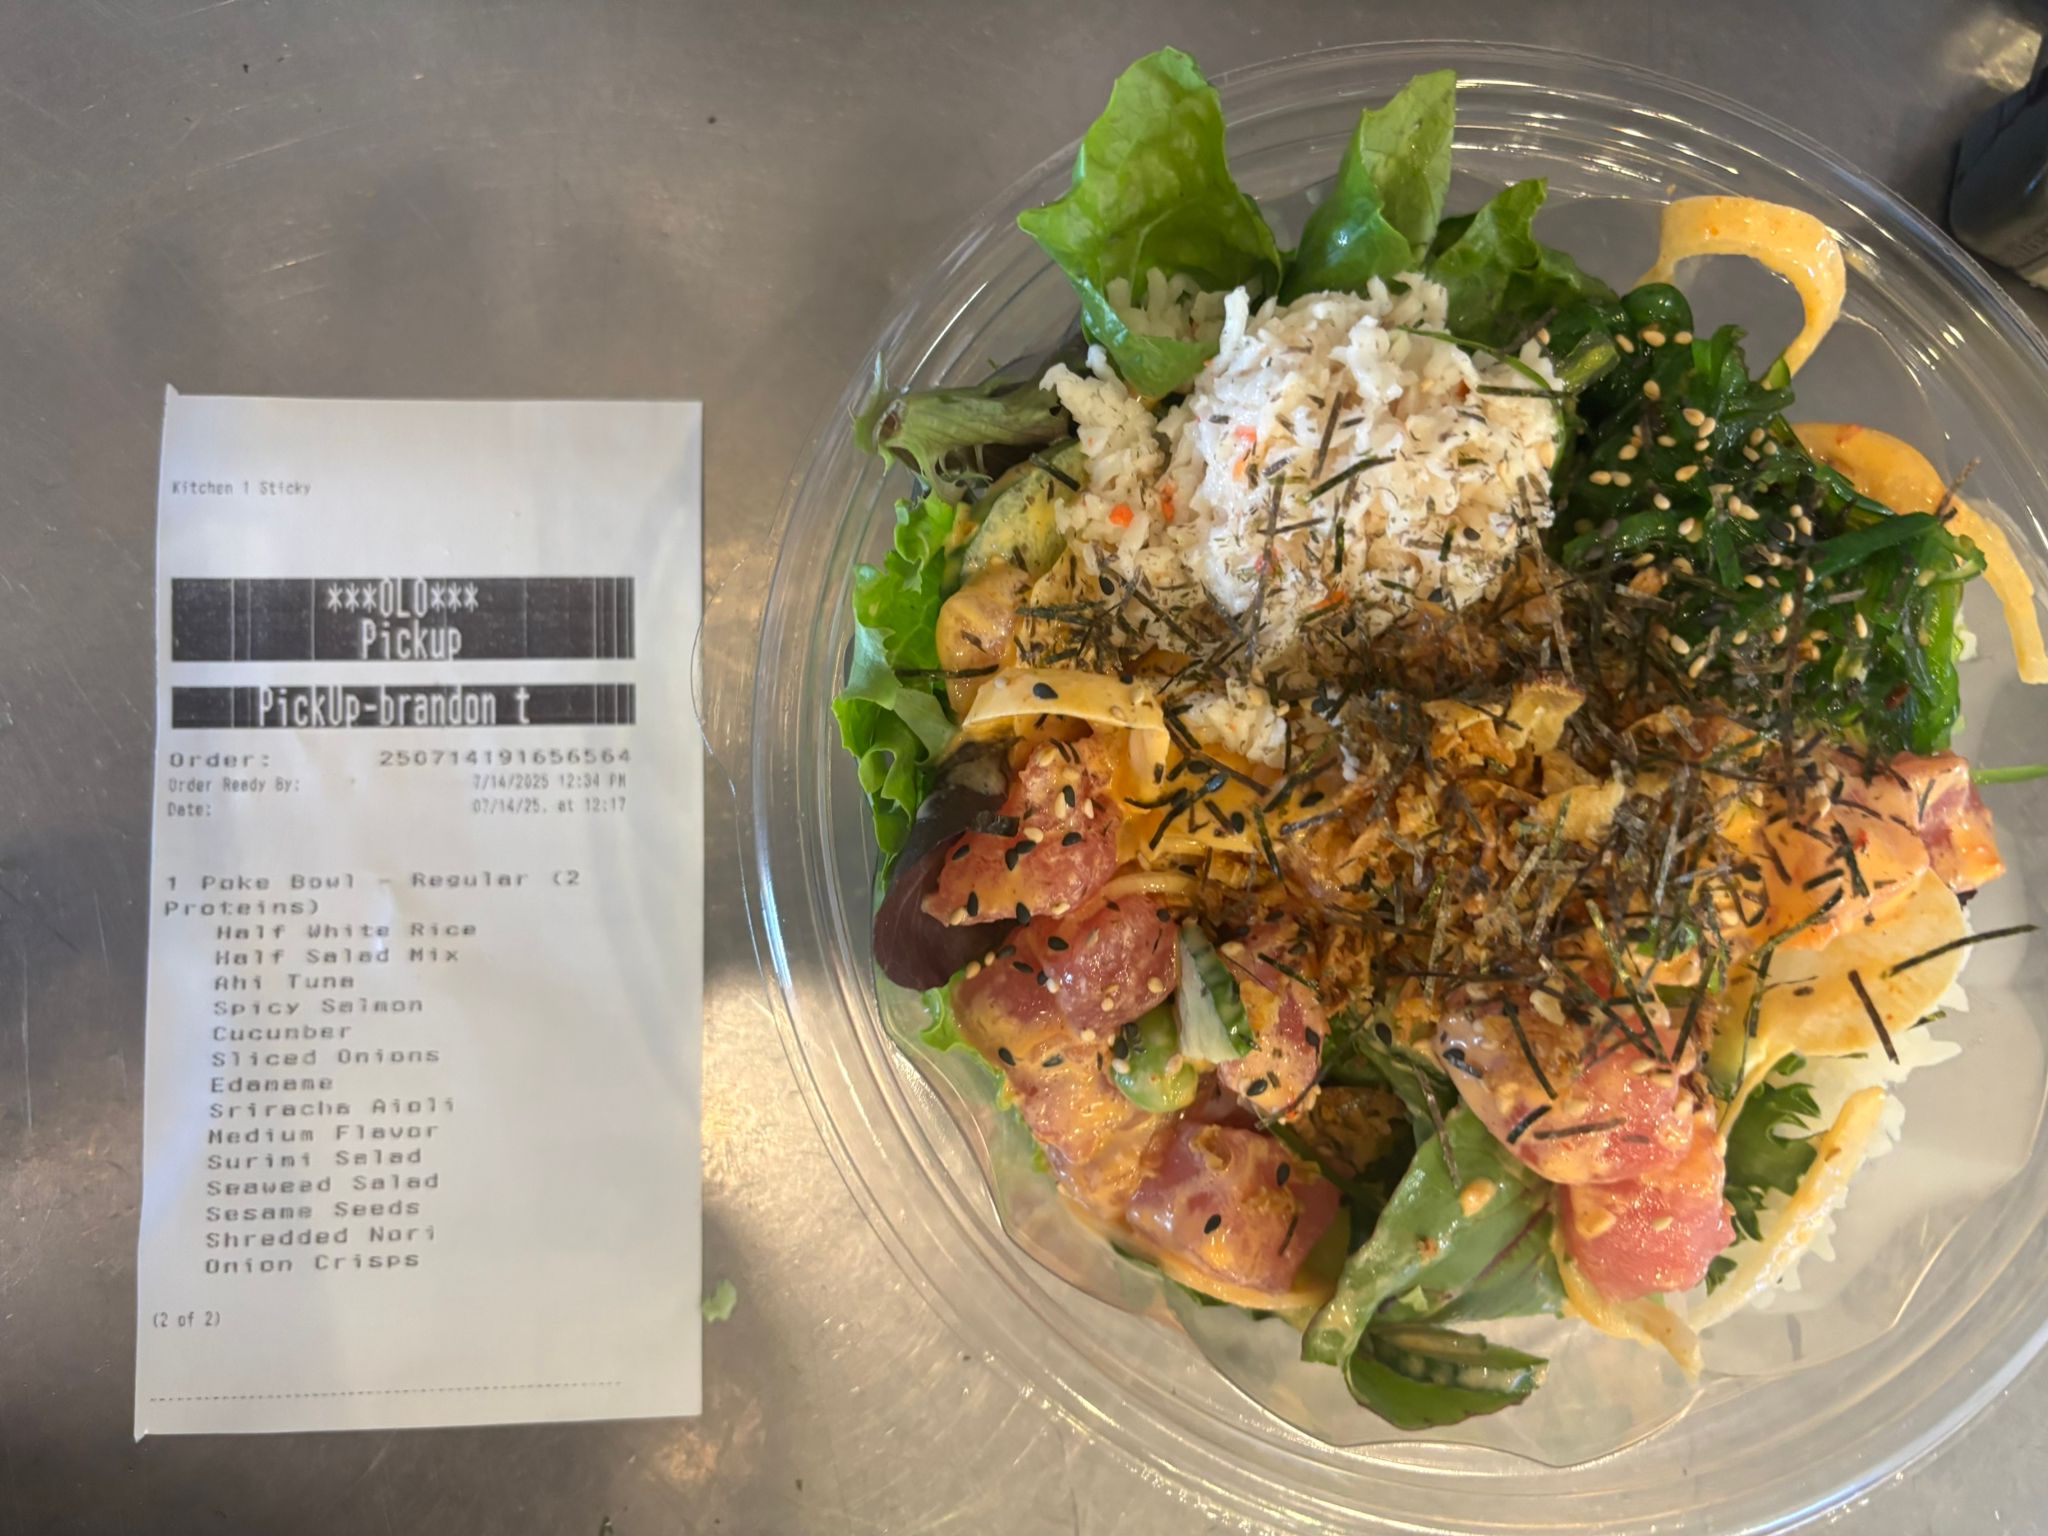 Kitchen 1 Sticky
***OLO***
Pickup
PickUp-brandon t
Order: 250714191656564
Order Ready By: 7/14/2025 12:34 PM
Date: 07/14/25. at 12:17
1 Poke Bowl - Regular (2
Proteins)
Half White Rice
Half Salad Mix
Ahi Tuna
Spicy Salmon
Cucumber
Sliced Onions
Edamame
Sriracha Aioli
Medium Flavor
Surimi Salad
Seaweed Salad
Sesame Seeds
Shredded Nori
Onion Crisps
(2 of 2)